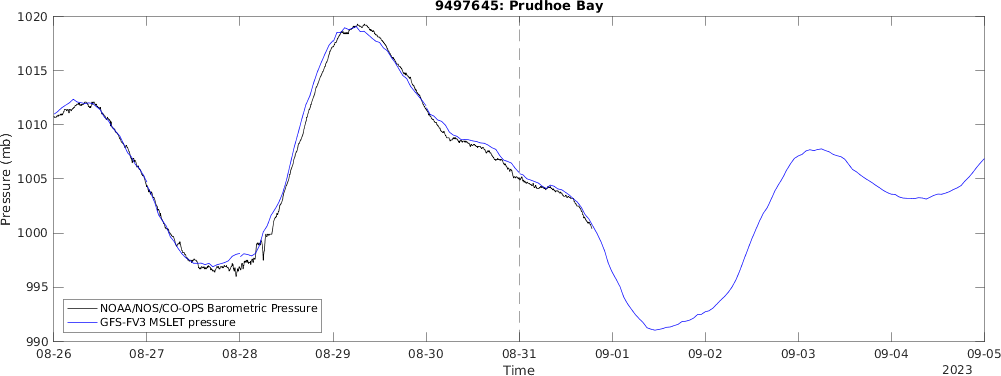 9497645: Prudhoe Bay
1020
1015
1010
1005
1000
995
990
Pressure (mb)
NOAA/NOS/CO-OPS Barometric Pressure
GFS-FV3 MSLET pressure
08-26 08-27 08-28 08-29 08-30 08-31 09-01 09-02 09-03 09-04 09-05
Time
2023